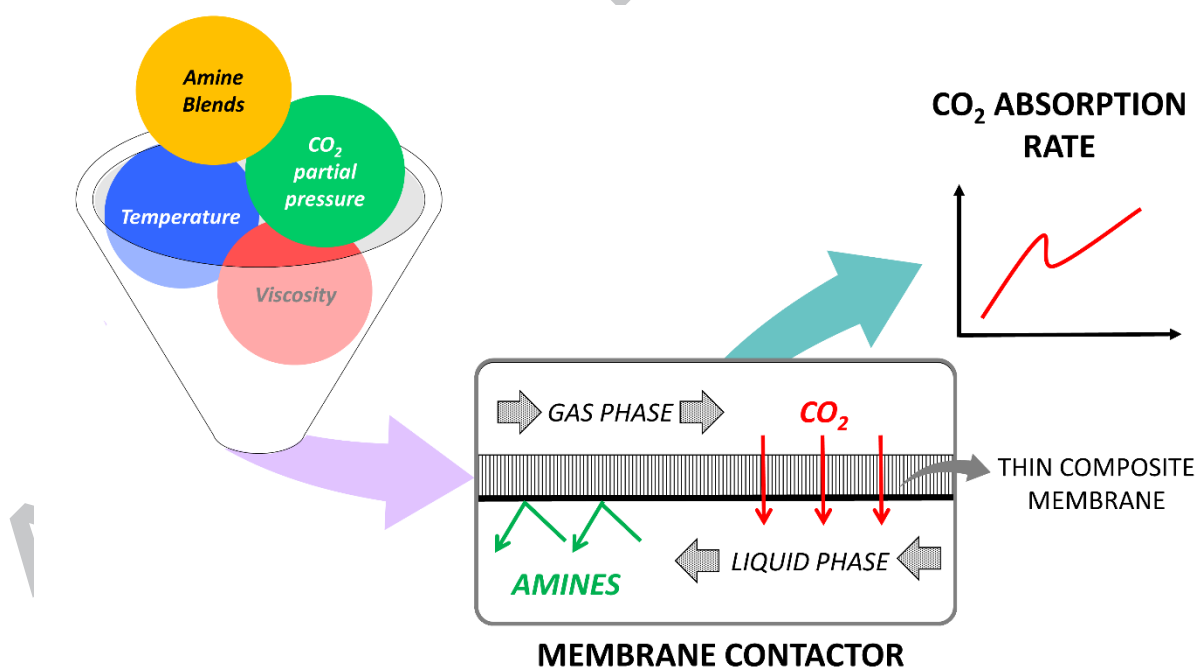 Amine
Blends
CO₂
partial
pressure
Temperature
Viscosity
CO₂ ABSORPTION
RATE
GAS PHASE
CO₂
THIN COMPOSITE
MEMBRANE
LIQUID PHASE
AMINES
MEMBRANE CONTACTOR